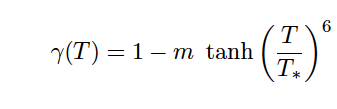 γ(T) = 1 − m tanh (T/T∗)^6